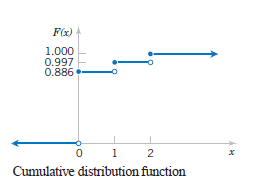 F(x)
1.000
0.997
0.886
0 1 2 x
Cumulative distribution function